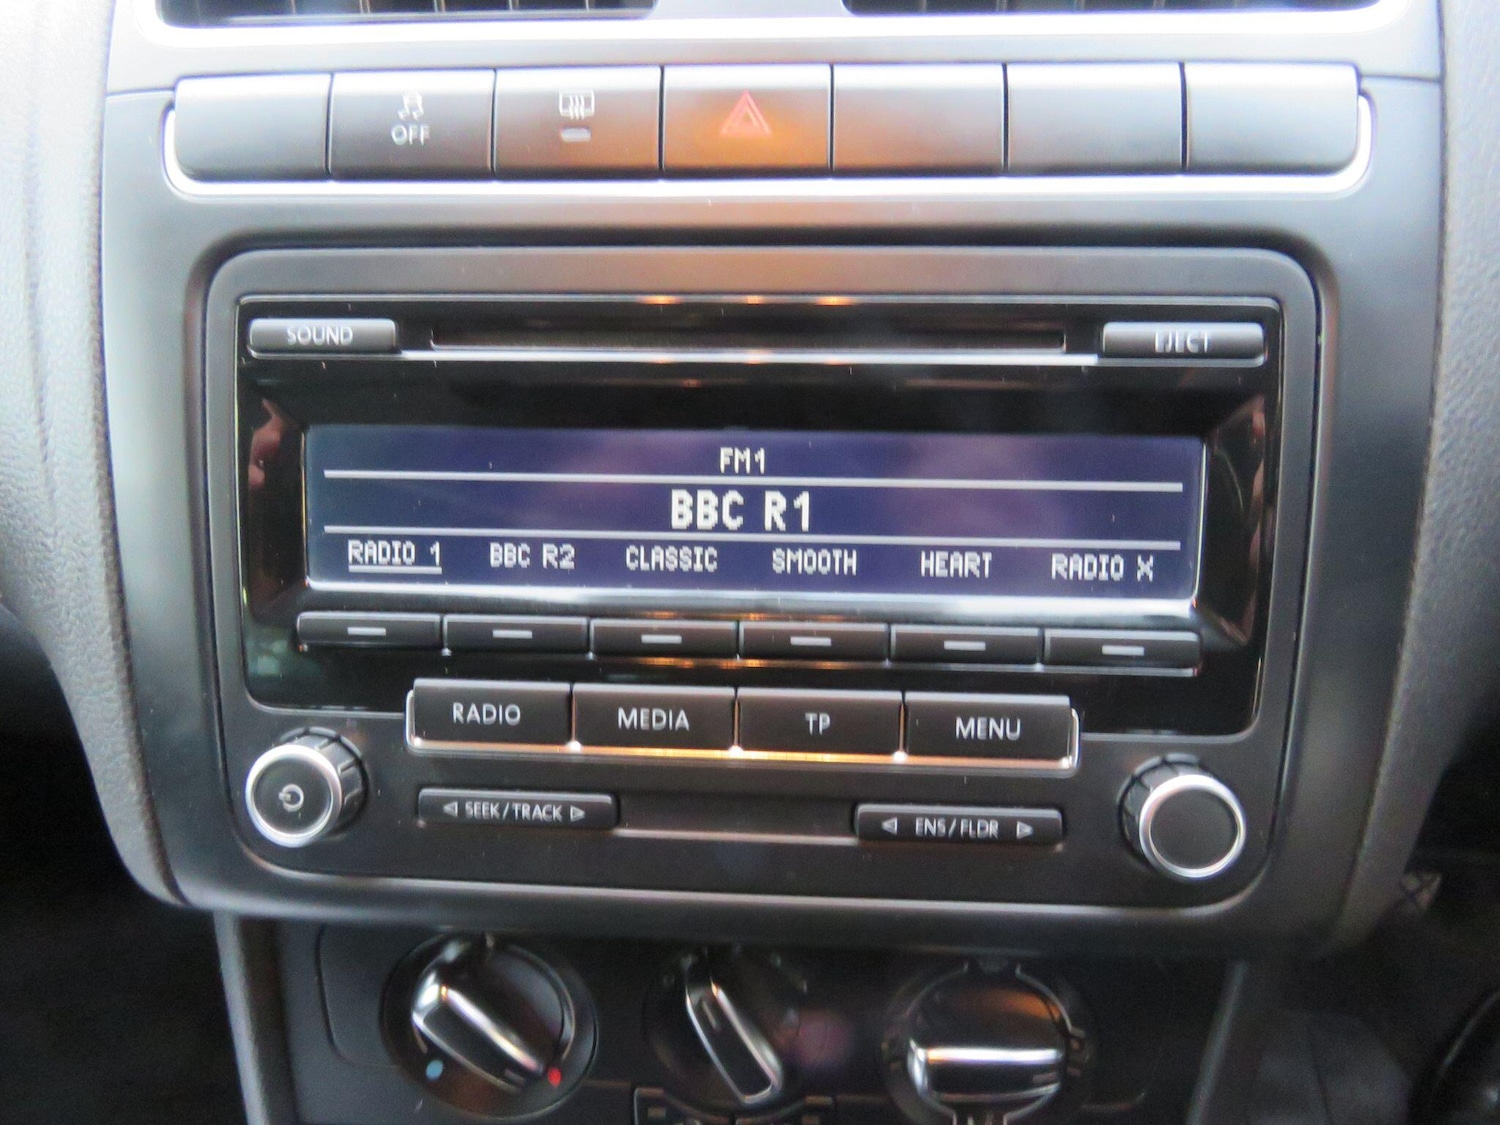 OFF
SOUND EJECT
FM1
BBC R1
RADIO 1 BBC R2 CLASSIC SMOOTH HEART RADIO X
RADIO MEDIA TP MENU
SEEK/TRACK ENS/FLDR